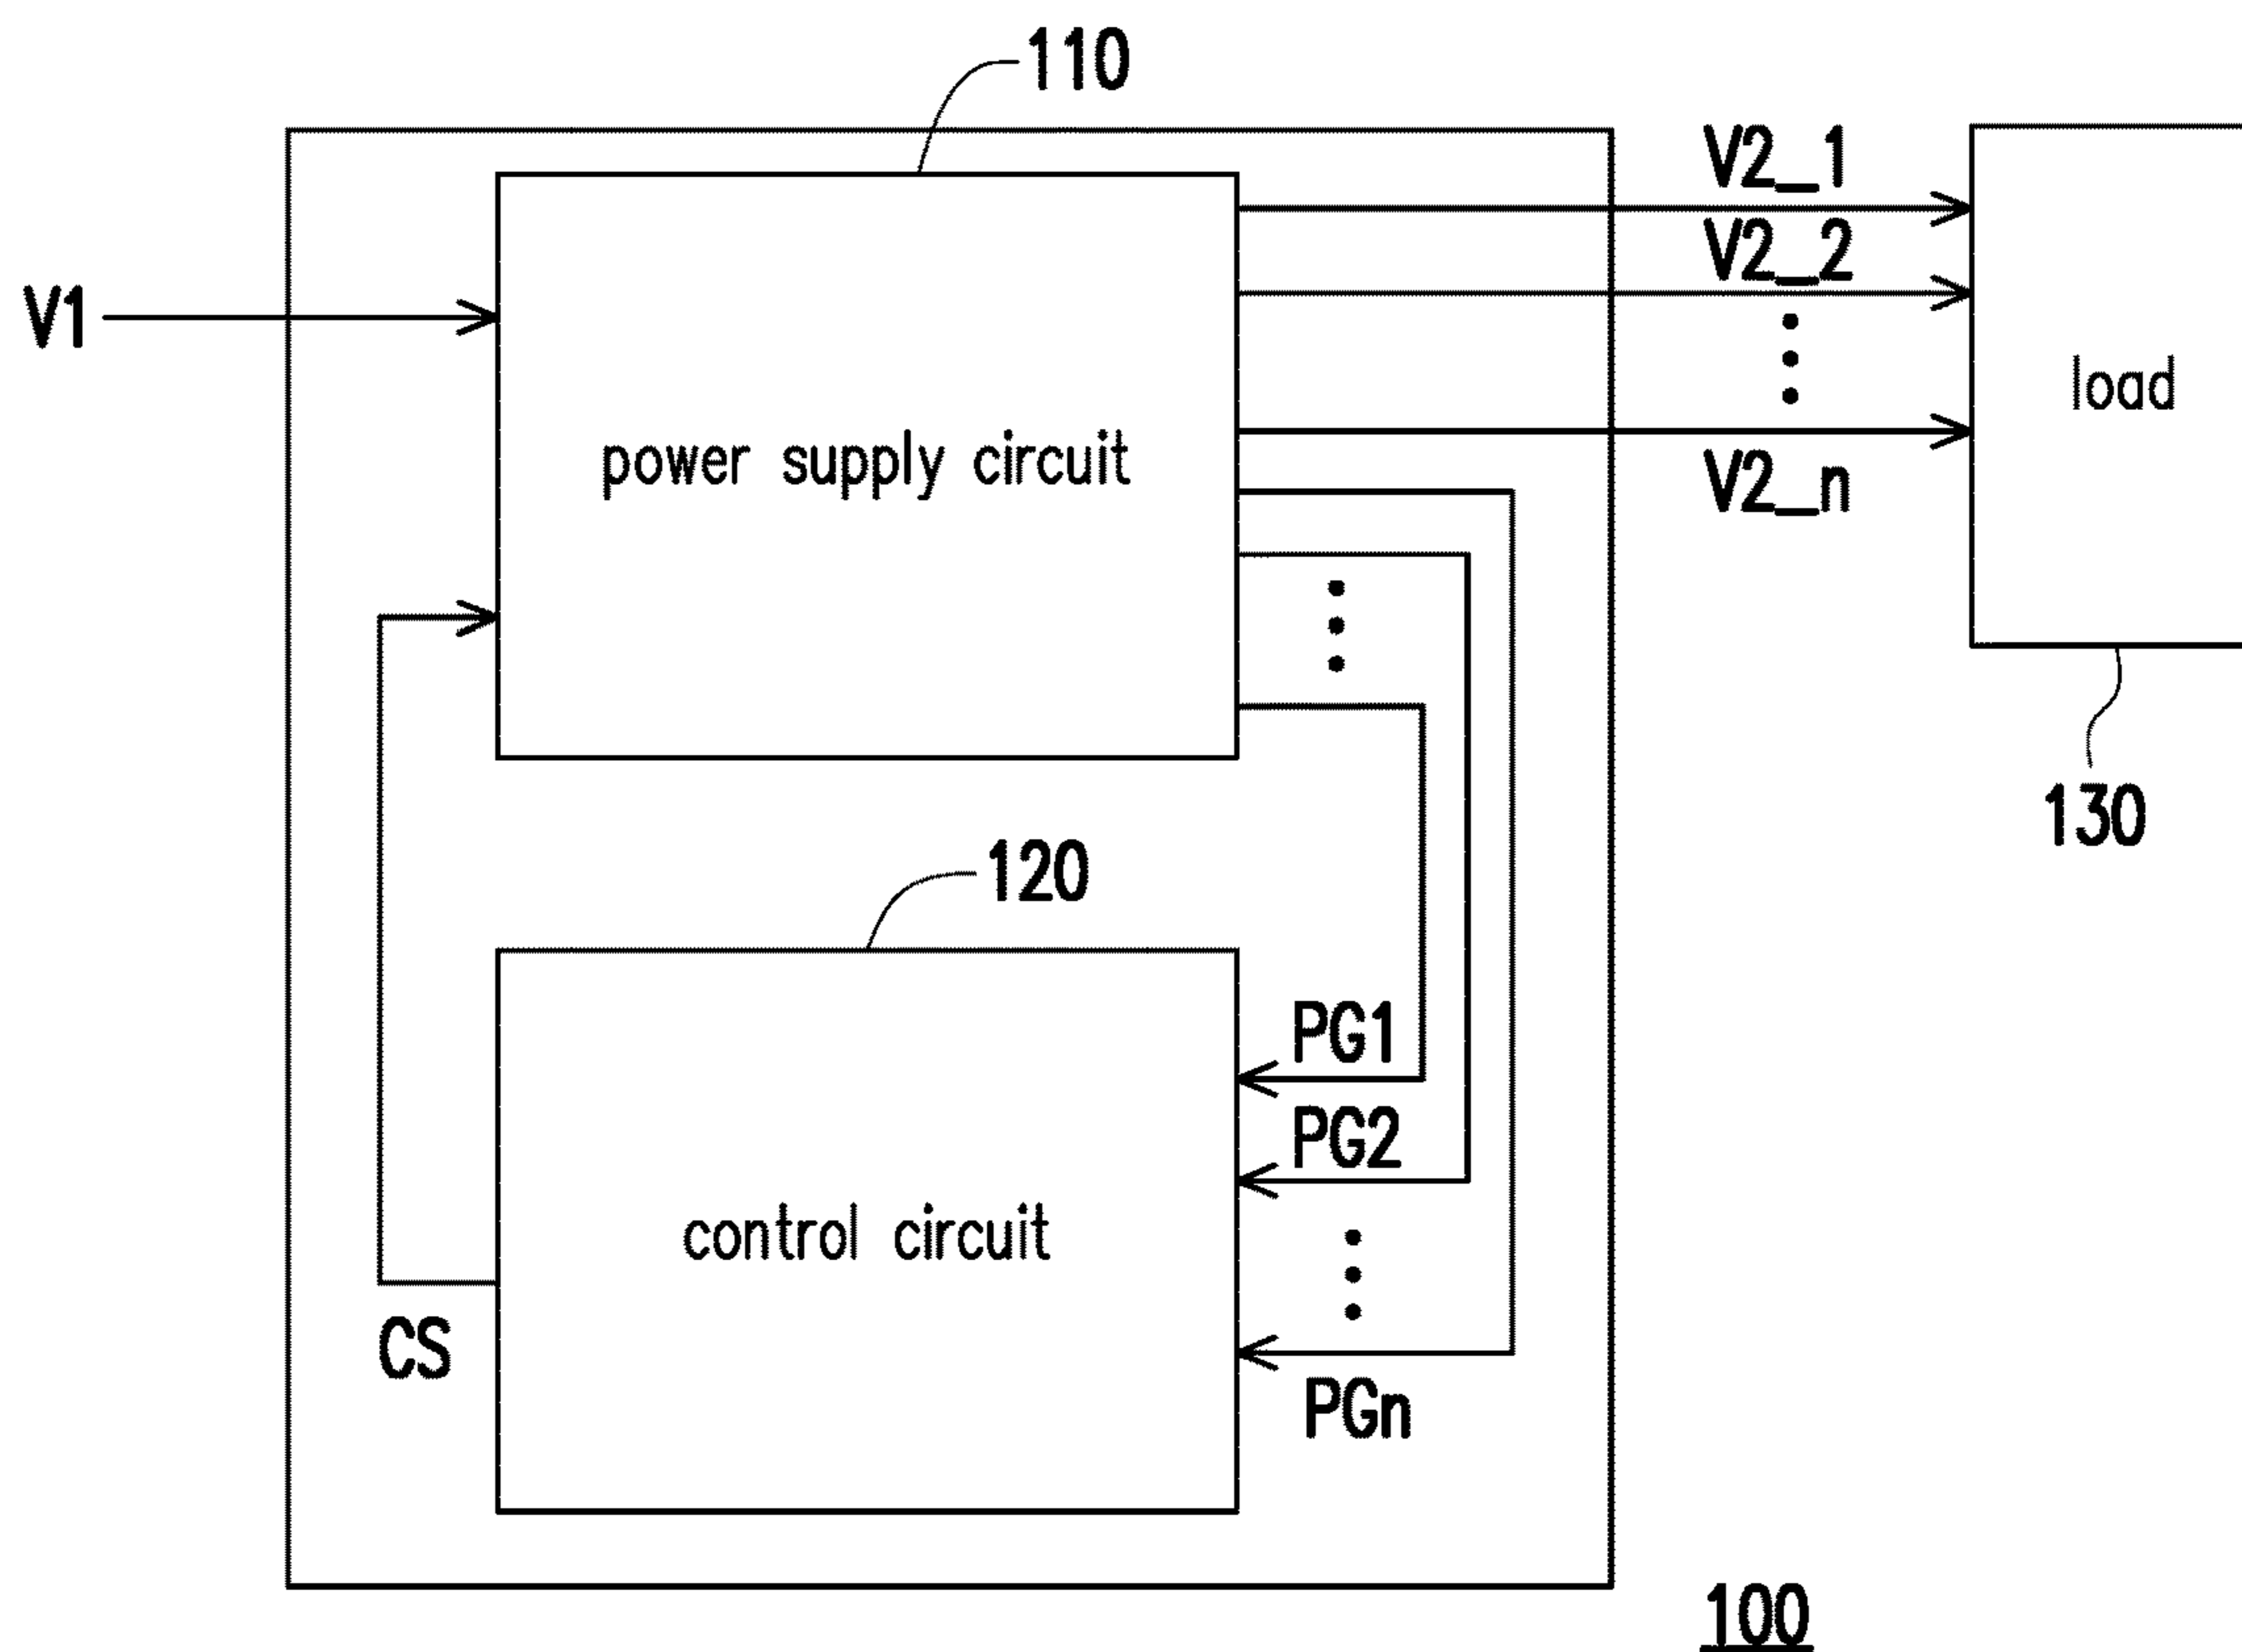 110
V2_1
V2_2
V1
load
power supply circuit
V2_n
130
120
PG1
PG2
control circuit
CS
PGn
100